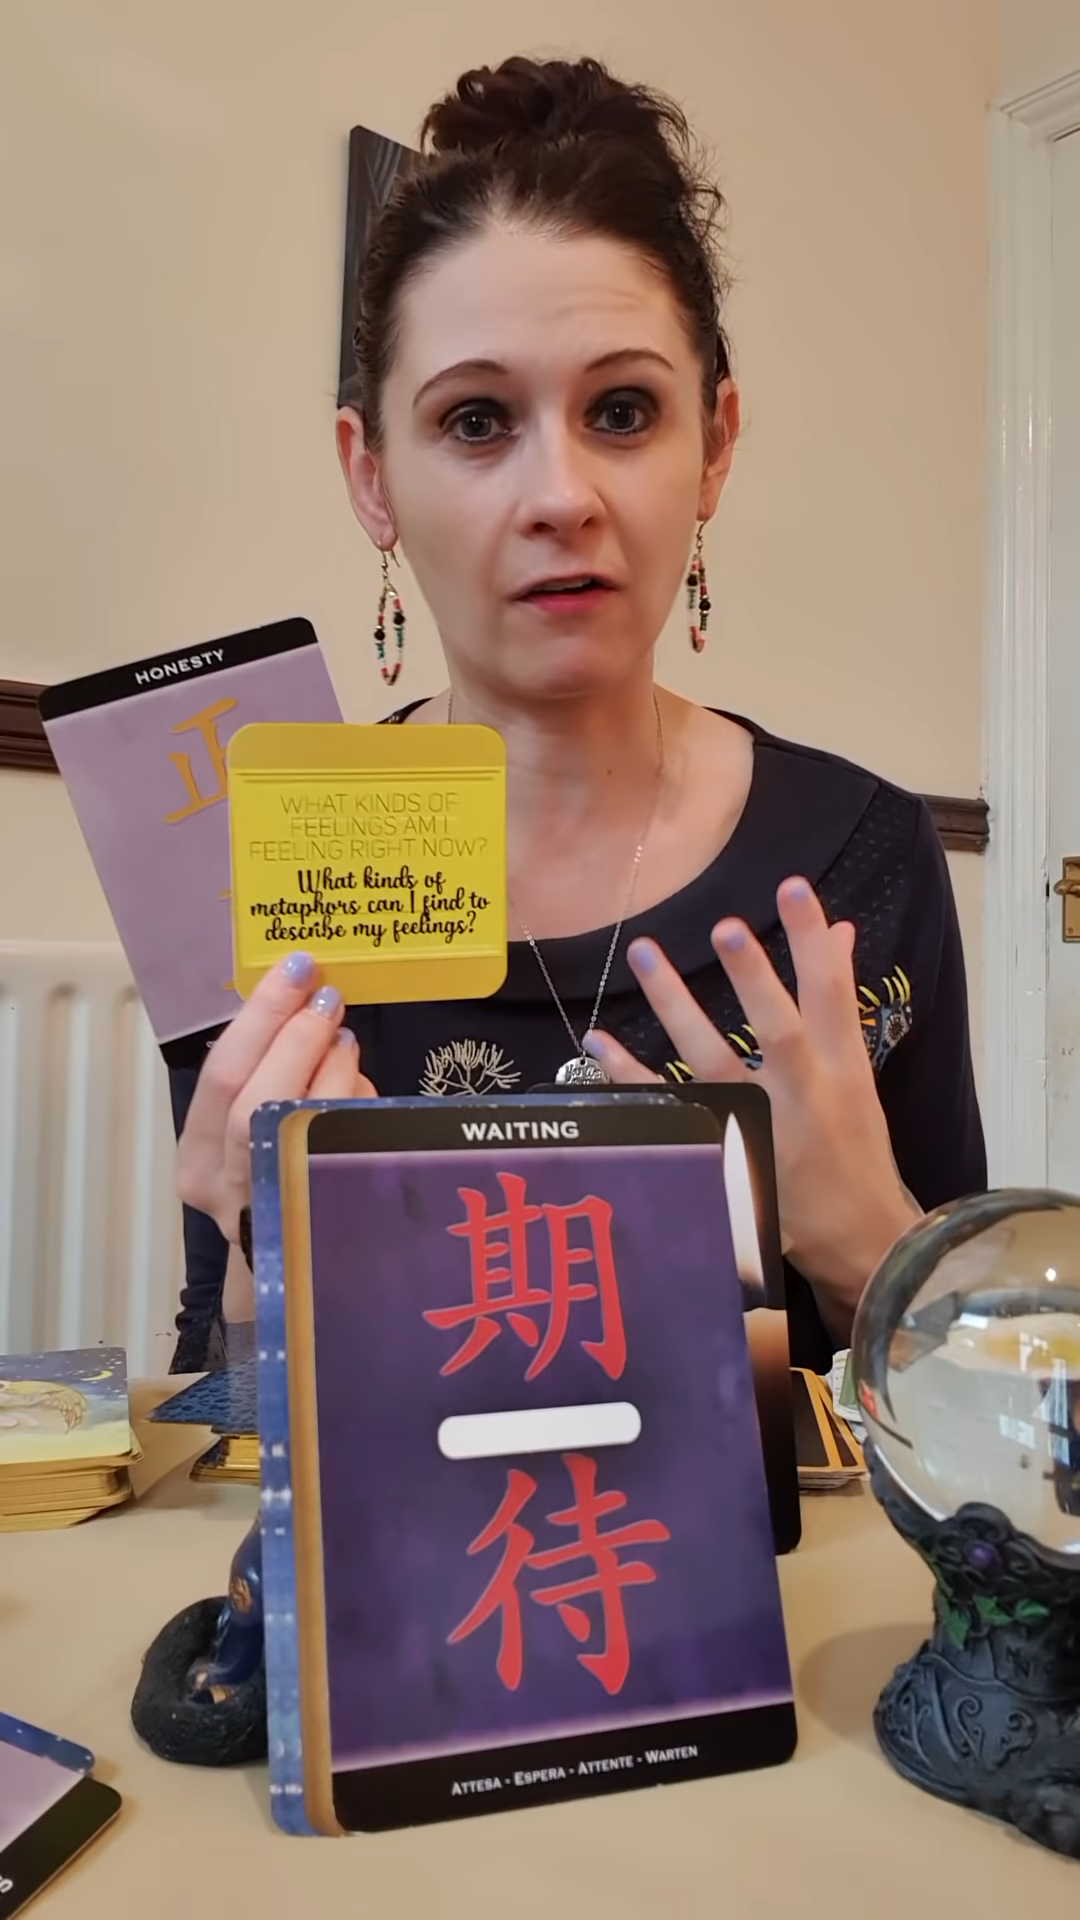 HONESTY
正
WHAT KINDS OF
FEELINGS AM I
FEELING RIGHT NOW?
What kinds of
metaphors can I find to
describe my feelings?
WAITING
期
待
ATTESA - ESPERA - ATTENTE - WARTEN